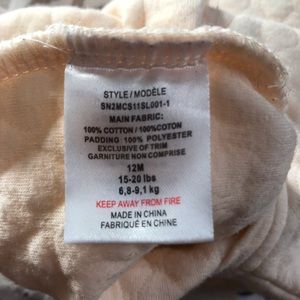 STYLE / MODÈLE
SN2MCS11SL001-1
MAIN FABRIC:
100% COTTON / 100%COTON
PADDING: 100% POLYESTER
EXCLUSIVE OF TRIM
GARNITURE NON COMPRISE
12M
15-20 lbs
6,8-9,1 kg
KEEP AWAY FROM FIRE
MADE IN CHINA
FABRIQUÉ EN CHINE